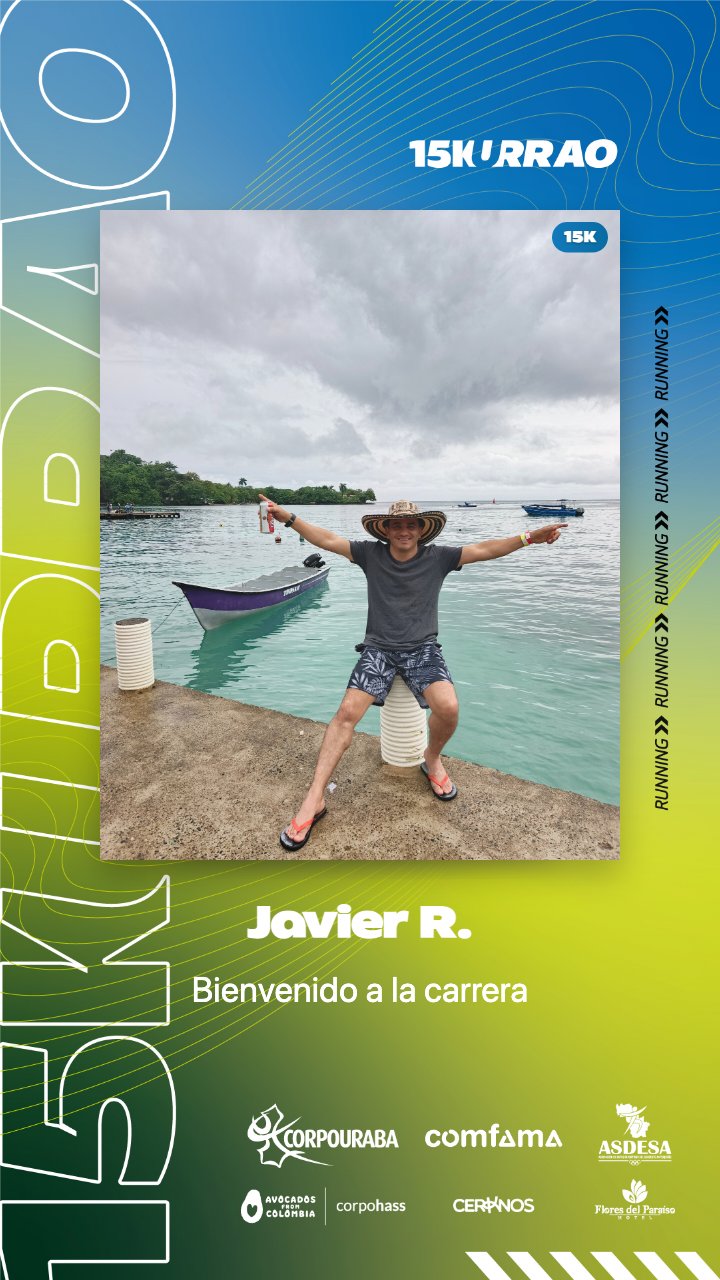 15KURRAO
15K
15KURRAO
RUNNING » RUNNING » RUNNING » RUNNING » RUNNING »
Javier R.
Bienvenido a la carrera
CORPOURABA
comfama
ASDESA
AVOCADOS
FROM
COLOMBIA
corpohass
CERKNOS
Flores del Paraíso
HOTEL